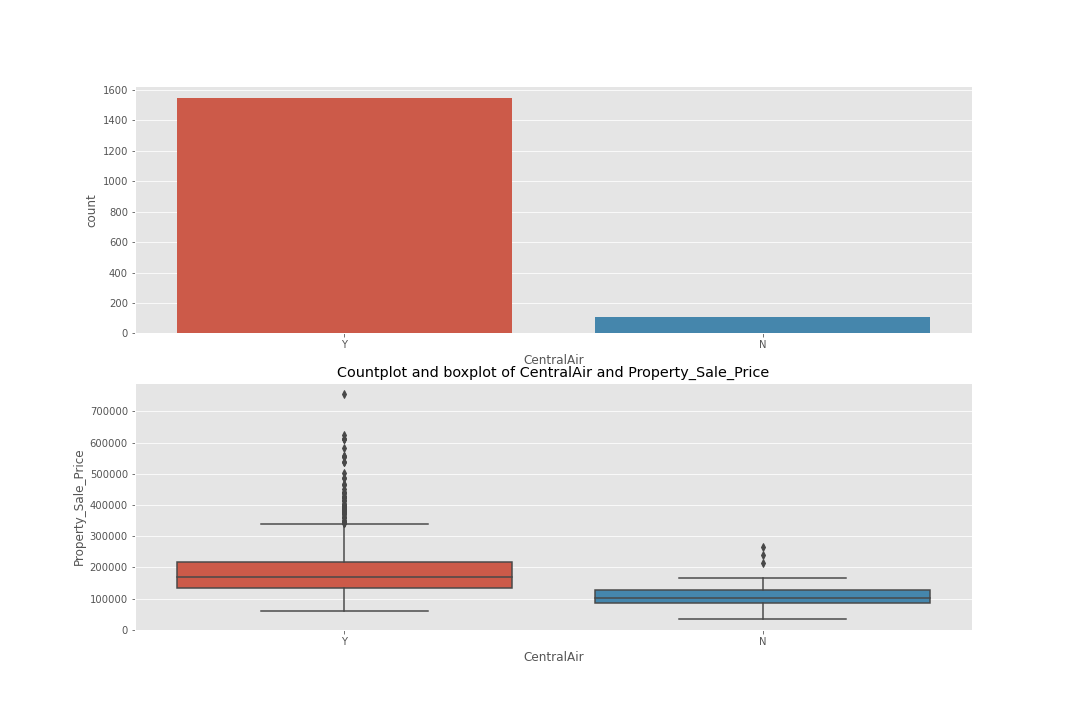 1600
1400
1200
1000
800
600
400
200
0
count
Y N
CentralAir
Countplot and boxplot of CentralAir and Property_Sale_Price
700000
600000
500000
400000
300000
200000
100000
0
Property_Sale_Price
Y N
CentralAir